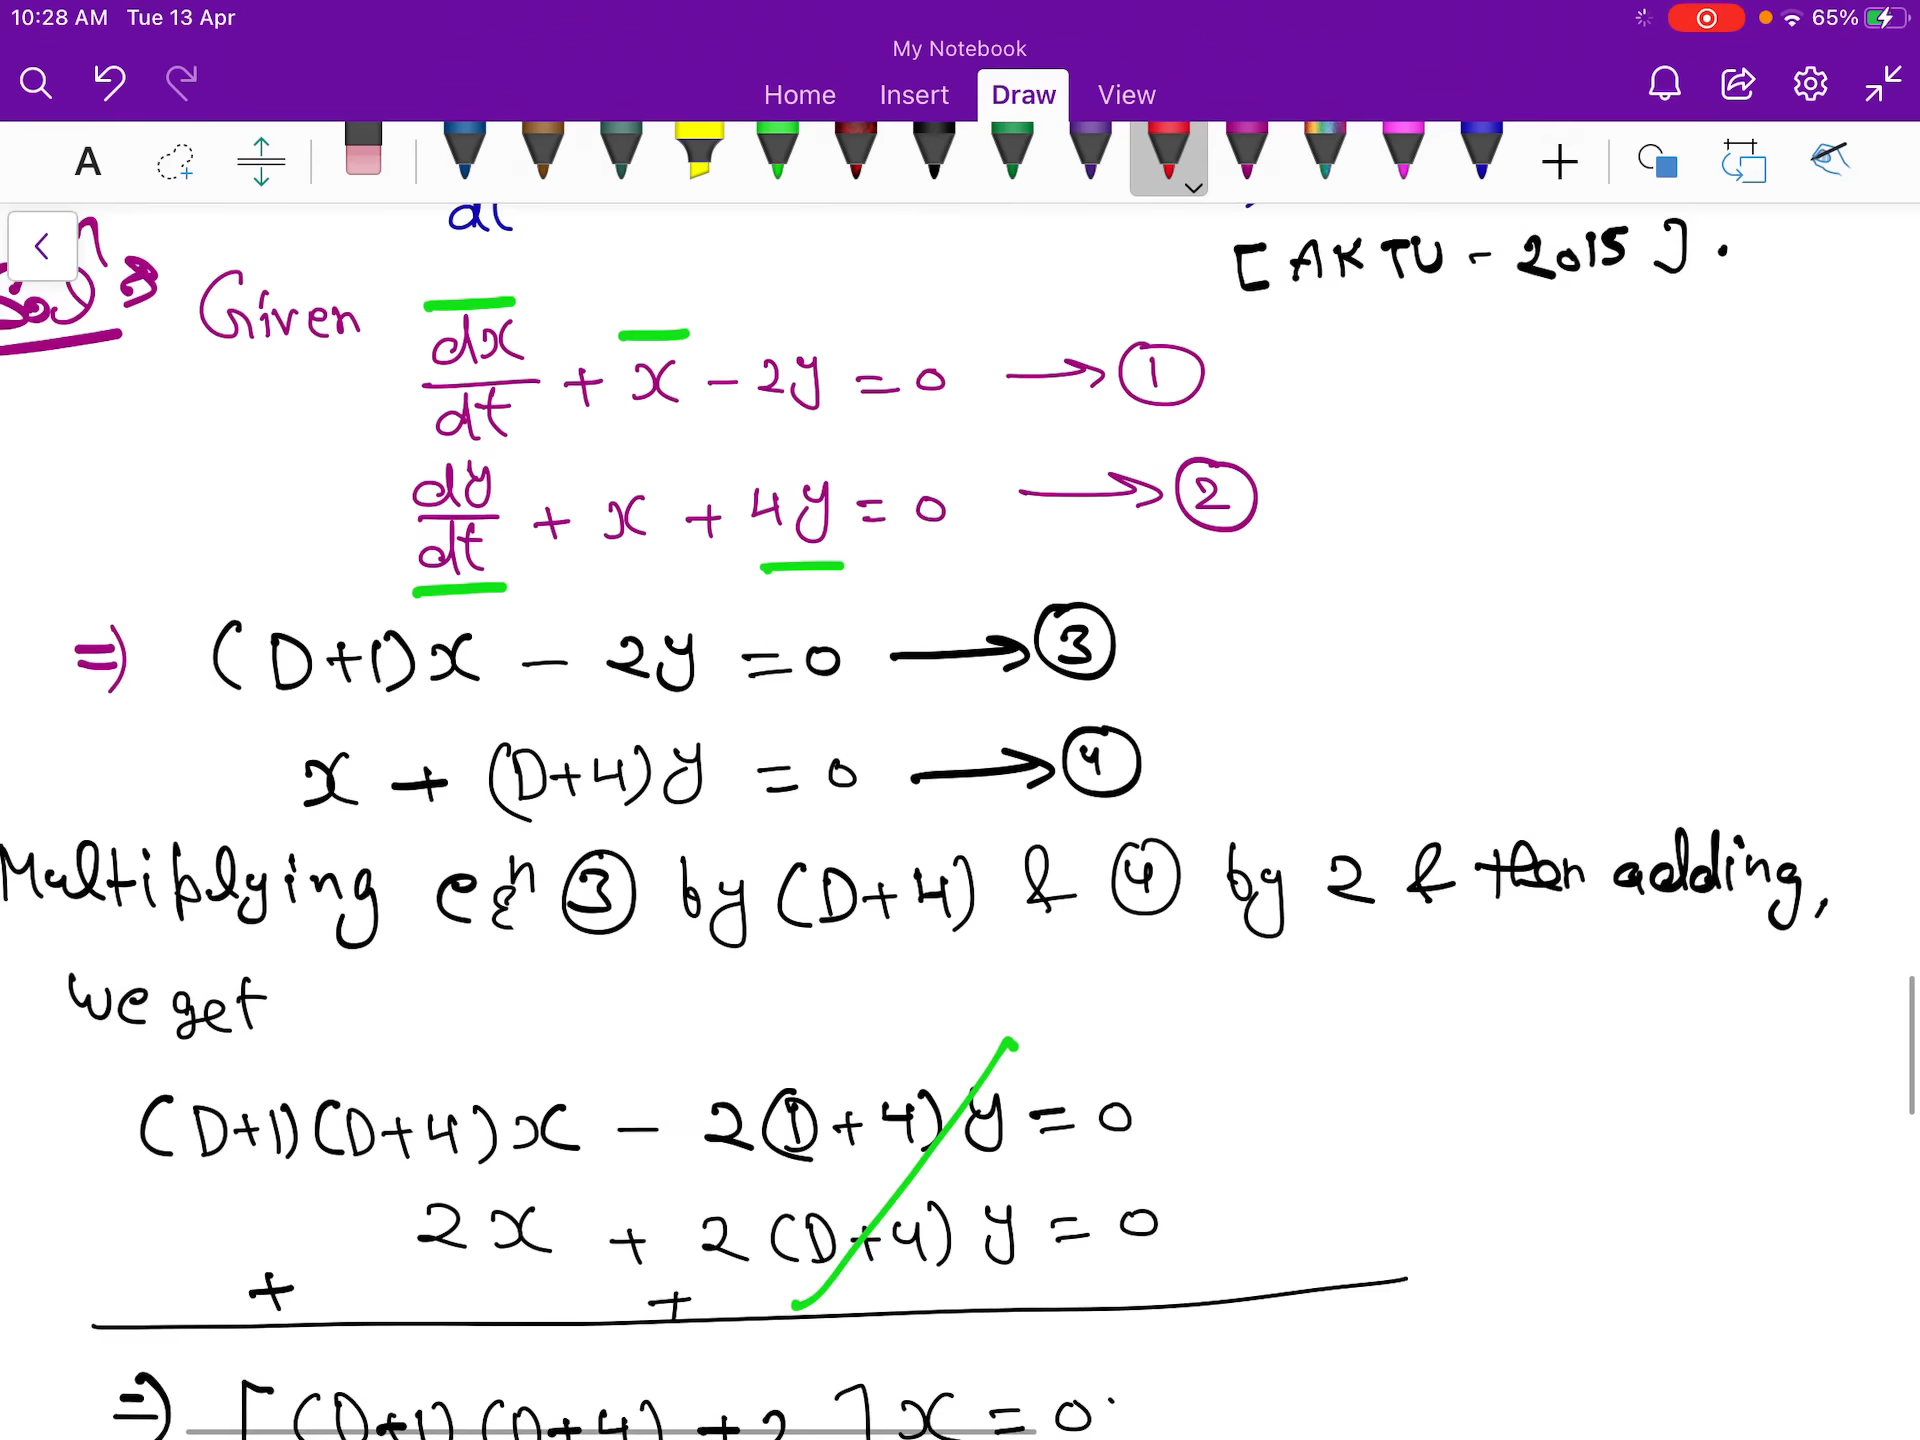 10:28 AM Tue 13 Apr
65%
My Notebook
Home Insert Draw View
A
[AKTU - 2015].
Given dx/dt + x - 2y = 0 → ①
dy/dt + x + 4y = 0 → ②
⇒ (D+1)x - 2y = 0 → ③
x + (D+4)y = 0 → ④
Multiplying eqn ③ by (D+4) & ④ by 2 & then adding,
we get
(D+1)(D+4)x - 2(D+4)y = 0
2x + 2(D+4)y = 0
+ +
⇒ [(D+1)(D+4) + 2]x = 0